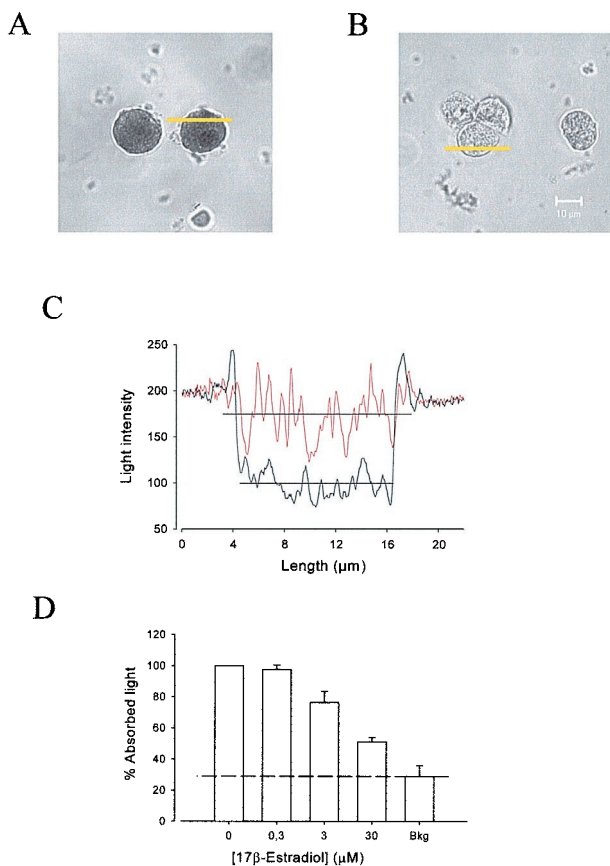 A
B
10 µm
C
250
200
150
100
50
Light intensity
0 4 8 12 16 20
Length (µm)
D
120
100
80
60
40
20
0
% Absorbed light
0 0,3 3 30 Bkg
[17β-Estradiol] (µM)